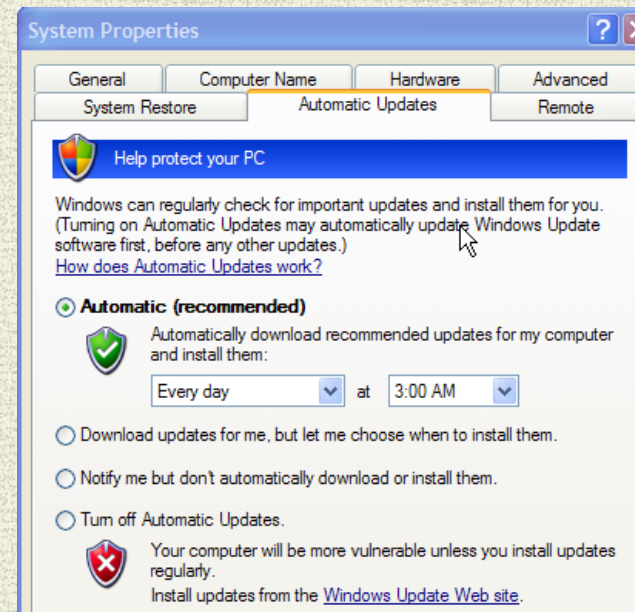 System Properties
General Computer Name Hardware Advanced
System Restore Automatic Updates Remote
Help protect your PC
Windows can regularly check for important updates and install them for you.
(Turning on Automatic Updates may automatically update Windows Update
software first, before any other updates.)
How does Automatic Updates work?
Automatic (recommended)
Automatically download recommended updates for my computer
and install them:
Every day at 3:00 AM
Download updates for me, but let me choose when to install them.
Notify me but don't automatically download or install them.
Turn off Automatic Updates.
Your computer will be more vulnerable unless you install updates
regularly.
Install updates from the Windows Update Web site.